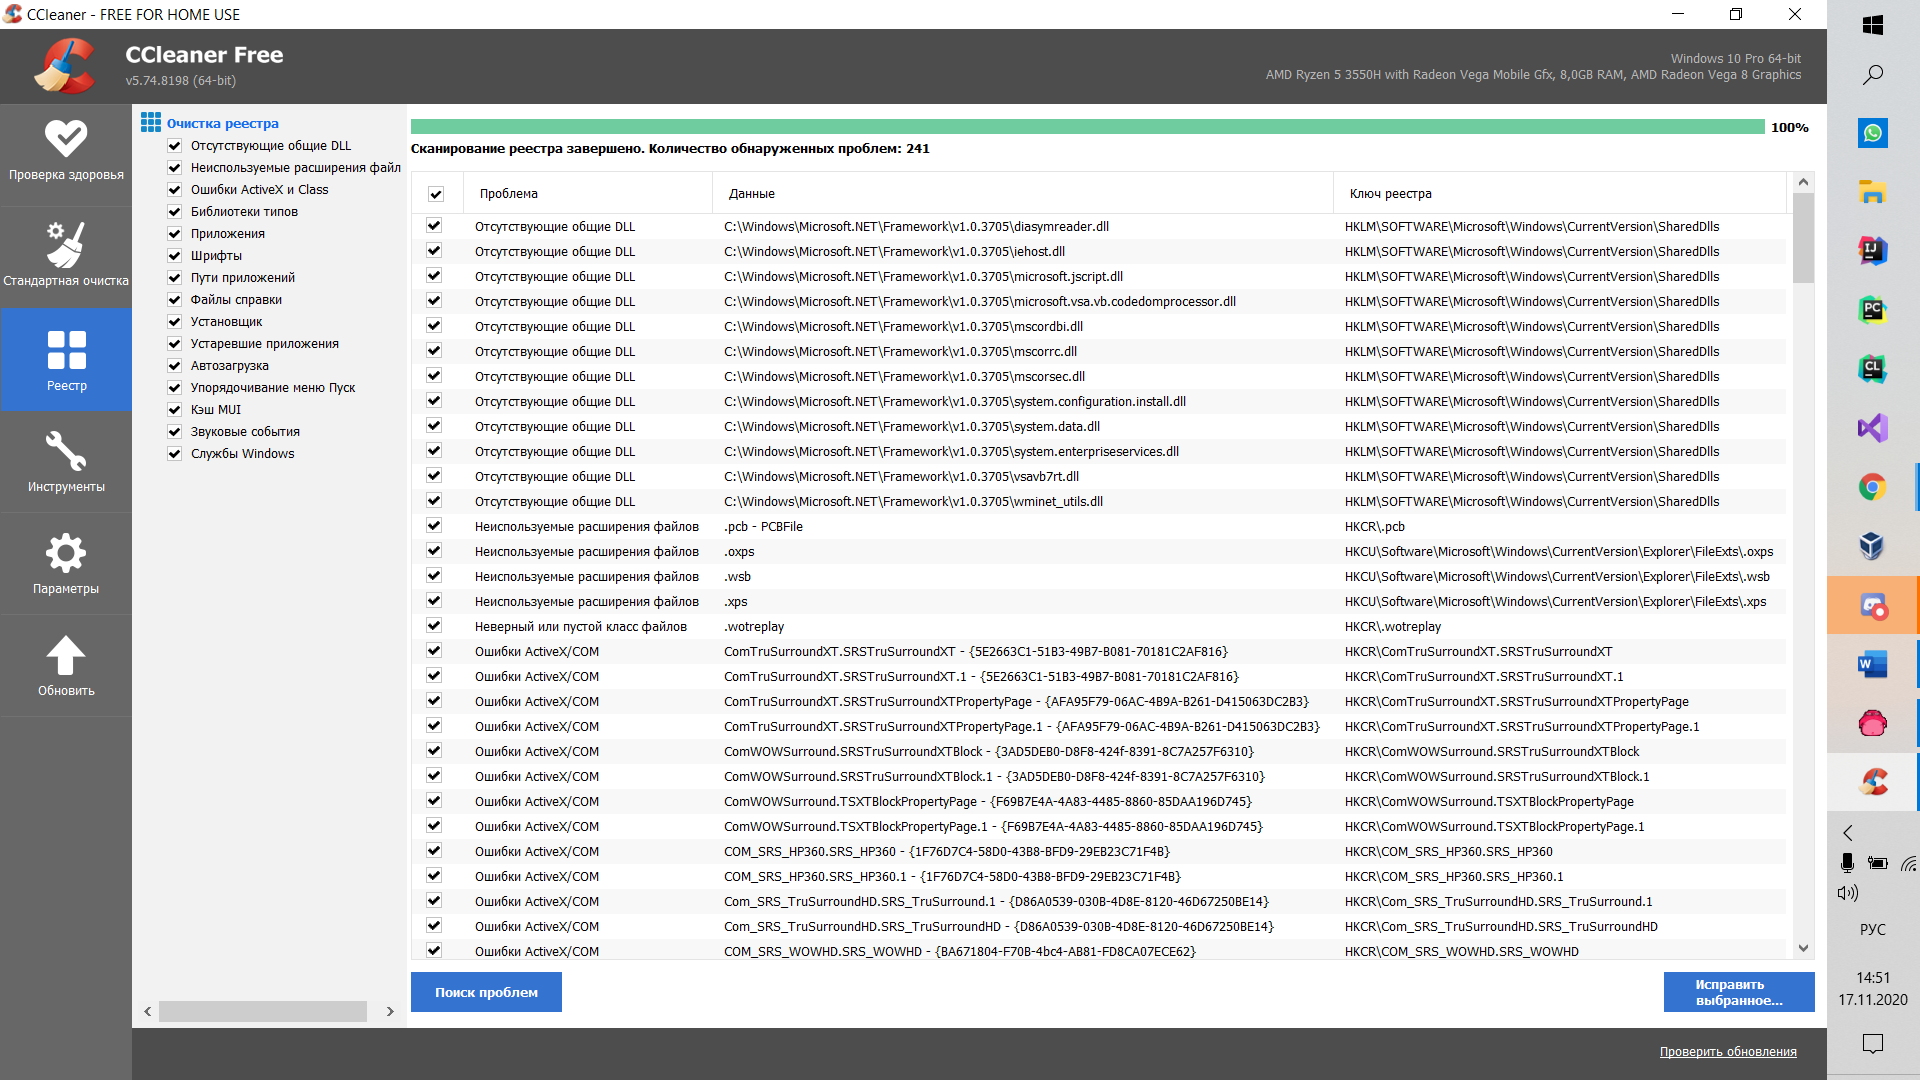 CCleaner - FREE FOR HOME USE
CCleaner Free
v5.74.8198 (64-bit)
Windows 10 Pro 64-bit
AMD Ryzen 5 3550H with Radeon Vega Mobile Gfx, 8,0GB RAM, AMD Radeon Vega 8 Graphics
Проверка здоровья
Стандартная очистка
Реестр
Инструменты
Параметры
Обновить
Очистка реестра
Отсутствующие общие DLL
Неиспользуемые расширения файл
Ошибки ActiveX и Class
Библиотеки типов
Приложения
Шрифты
Пути приложений
Файлы справки
Установщик
Устаревшие приложения
Автозагрузка
Упорядочивание меню Пуск
Кэш MUI
Звуковые события
Службы Windows
100%
Сканирование реестра завершено. Количество обнаруженных проблем: 241
Проблема Данные Ключ реестра
Отсутствующие общие DLL C:\Windows\Microsoft.NET\Framework\v1.0.3705\diasymreader.dll HKLM\SOFTWARE\Microsoft\Windows\CurrentVersion\SharedDlls
Отсутствующие общие DLL C:\Windows\Microsoft.NET\Framework\v1.0.3705\iehost.dll HKLM\SOFTWARE\Microsoft\Windows\CurrentVersion\SharedDlls
Отсутствующие общие DLL C:\Windows\Microsoft.NET\Framework\v1.0.3705\microsoft.jscript.dll HKLM\SOFTWARE\Microsoft\Windows\CurrentVersion\SharedDlls
Отсутствующие общие DLL C:\Windows\Microsoft.NET\Framework\v1.0.3705\microsoft.vsa.vb.codedomprocessor.dll HKLM\SOFTWARE\Microsoft\Windows\CurrentVersion\SharedDlls
Отсутствующие общие DLL C:\Windows\Microsoft.NET\Framework\v1.0.3705\mscordbi.dll HKLM\SOFTWARE\Microsoft\Windows\CurrentVersion\SharedDlls
Отсутствующие общие DLL C:\Windows\Microsoft.NET\Framework\v1.0.3705\mscorrc.dll HKLM\SOFTWARE\Microsoft\Windows\CurrentVersion\SharedDlls
Отсутствующие общие DLL C:\Windows\Microsoft.NET\Framework\v1.0.3705\mscorsec.dll HKLM\SOFTWARE\Microsoft\Windows\CurrentVersion\SharedDlls
Отсутствующие общие DLL C:\Windows\Microsoft.NET\Framework\v1.0.3705\system.configuration.install.dll HKLM\SOFTWARE\Microsoft\Windows\CurrentVersion\SharedDlls
Отсутствующие общие DLL C:\Windows\Microsoft.NET\Framework\v1.0.3705\system.data.dll HKLM\SOFTWARE\Microsoft\Windows\CurrentVersion\SharedDlls
Отсутствующие общие DLL C:\Windows\Microsoft.NET\Framework\v1.0.3705\system.enterpriseservices.dll HKLM\SOFTWARE\Microsoft\Windows\CurrentVersion\SharedDlls
Отсутствующие общие DLL C:\Windows\Microsoft.NET\Framework\v1.0.3705\vsavb7rt.dll HKLM\SOFTWARE\Microsoft\Windows\CurrentVersion\SharedDlls
Отсутствующие общие DLL C:\Windows\Microsoft.NET\Framework\v1.0.3705\wminet_utils.dll HKLM\SOFTWARE\Microsoft\Windows\CurrentVersion\SharedDlls
Неиспользуемые расширения файлов .pcb - PCBFile HKCR\.pcb
Неиспользуемые расширения файлов .oxps HKCU\Software\Microsoft\Windows\CurrentVersion\Explorer\FileExts\.oxps
Неиспользуемые расширения файлов .wsb HKCU\Software\Microsoft\Windows\CurrentVersion\Explorer\FileExts\.wsb
Неиспользуемые расширения файлов .xps HKCU\Software\Microsoft\Windows\CurrentVersion\Explorer\FileExts\.xps
Неверный или пустой класс файлов .wotreplay HKCR\.wotreplay
Ошибки ActiveX/COM ComTruSurroundXT.SRSTruSurroundXT - {5E2663C1-51B3-49B7-B081-70181C2AF816} HKCR\ComTruSurroundXT.SRSTruSurroundXT
Ошибки ActiveX/COM ComTruSurroundXT.SRSTruSurroundXT.1 - {5E2663C1-51B3-49B7-B081-70181C2AF816} HKCR\ComTruSurroundXT.SRSTruSurroundXT.1
Ошибки ActiveX/COM ComTruSurroundXT.SRSTruSurroundXTPropertyPage - {AFA95F79-06AC-4B9A-B261-D415063DC2B3} HKCR\ComTruSurroundXT.SRSTruSurroundXTPropertyPage
Ошибки ActiveX/COM ComTruSurroundXT.SRSTruSurroundXTPropertyPage.1 - {AFA95F79-06AC-4B9A-B261-D415063DC2B3} HKCR\ComTruSurroundXT.SRSTruSurroundXTPropertyPage.1
Ошибки ActiveX/COM ComWOWSurround.SRSTruSurroundXTBlock - {3AD5DEB0-D8F8-424f-8391-8C7A257F6310} HKCR\ComWOWSurround.SRSTruSurroundXTBlock
Ошибки ActiveX/COM ComWOWSurround.SRSTruSurroundXTBlock.1 - {3AD5DEB0-D8F8-424f-8391-8C7A257F6310} HKCR\ComWOWSurround.SRSTruSurroundXTBlock.1
Ошибки ActiveX/COM ComWOWSurround.TSXTBlockPropertyPage - {F69B7E4A-4A83-4485-8860-85DAA196D745} HKCR\ComWOWSurround.TSXTBlockPropertyPage
Ошибки ActiveX/COM ComWOWSurround.TSXTBlockPropertyPage.1 - {F69B7E4A-4A83-4485-8860-85DAA196D745} HKCR\ComWOWSurround.TSXTBlockPropertyPage.1
Ошибки ActiveX/COM COM_SRS_HP360.SRS_HP360 - {1F76D7C4-58D0-43B8-BFD9-29EB23C71F4B} HKCR\COM_SRS_HP360.SRS_HP360
Ошибки ActiveX/COM COM_SRS_HP360.SRS_HP360.1 - {1F76D7C4-58D0-43B8-BFD9-29EB23C71F4B} HKCR\COM_SRS_HP360.SRS_HP360.1
Ошибки ActiveX/COM Com_SRS_TruSurroundHD.SRS_TruSurround.1 - {D86A0539-030B-4D8E-8120-46D67250BE14} HKCR\Com_SRS_TruSurroundHD.SRS_TruSurround.1
Ошибки ActiveX/COM Com_SRS_TruSurroundHD.SRS_TruSurroundHD - {D86A0539-030B-4D8E-8120-46D67250BE14} HKCR\Com_SRS_TruSurroundHD.SRS_TruSurroundHD
Ошибки ActiveX/COM COM_SRS_WOWHD.SRS_WOWHD - {BA671804-F70B-4bc4-AB81-FD8CA07ECE62} HKCR\COM_SRS_WOWHD.SRS_WOWHD
Поиск проблем
Исправить
выбранное...
Проверить обновления
IJ
PC
CL
W
РУС
14:51
17.11.2020